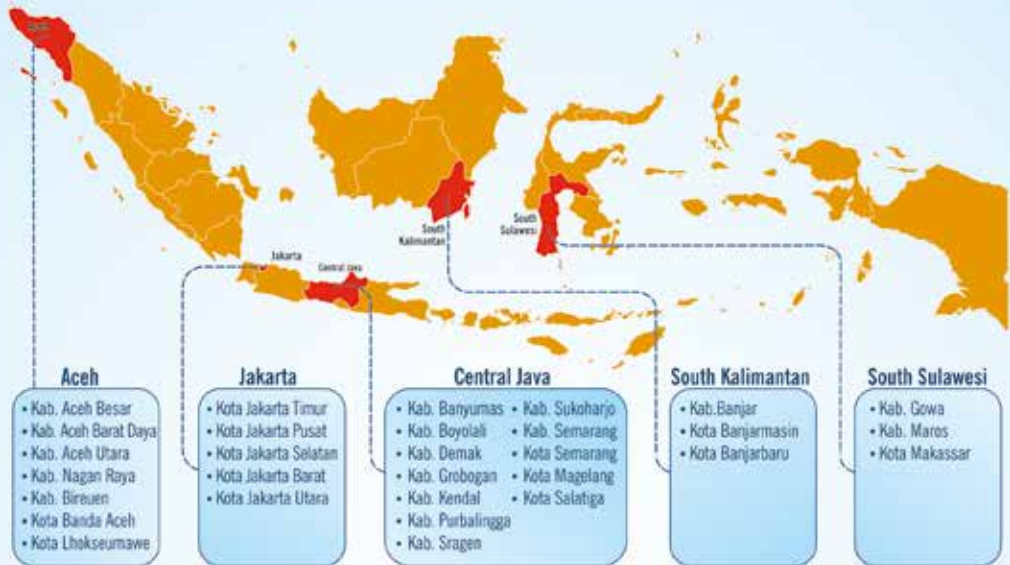 Aceh
Jakarta
Central Java
South
Kalimantan
South
Sulawesi
Aceh
• Kab. Aceh Besar
• Kab. Aceh Barat Daya
• Kab. Aceh Utara
• Kab. Nagan Raya
• Kab. Bireuen
• Kota Banda Aceh
• Kota Lhokseumawe
Jakarta
• Kota Jakarta Timur
• Kota Jakarta Pusat
• Kota Jakarta Selatan
• Kota Jakarta Barat
• Kota Jakarta Utara
Central Java
• Kab. Banyumas
• Kab. Boyolali
• Kab. Demak
• Kab. Grobogan
• Kab. Kendal
• Kab. Purbalingga
• Kab. Sragen
• Kab. Sukoharjo
• Kab. Semarang
• Kota Semarang
• Kota Magelang
• Kota Salatiga
South Kalimantan
• Kab.Banjar
• Kota Banjarmasin
• Kota Banjarbaru
South Sulawesi
• Kab. Gowa
• Kab. Maros
• Kota Makassar